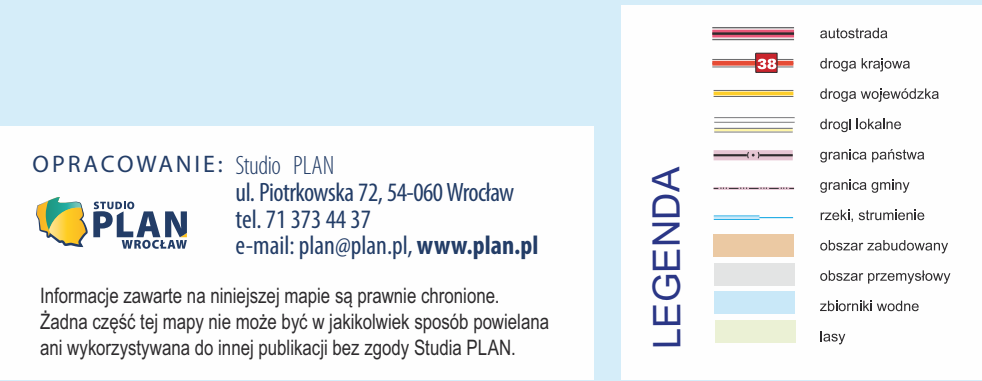 OPRACOWANIE: Studio PLAN
ul. Piotrkowska 72, 54-060 Wrocław
tel. 71 373 44 37
e-mail: plan@plan.pl, www.plan.pl
STUDIO
PLAN
WROCŁAW
Informacje zawarte na niniejszej mapie są prawnie chronione.
Żadna część tej mapy nie może być w jakikolwiek sposób powielana
ani wykorzystywana do innej publikacji bez zgody Studia PLAN.
LEGENDA
autostrada
38 droga krajowa
droga wojewódzka
drogI lokalne
granica państwa
granica gminy
rzeki, strumienie
obszar zabudowany
obszar przemysłowy
zbiorniki wodne
lasy